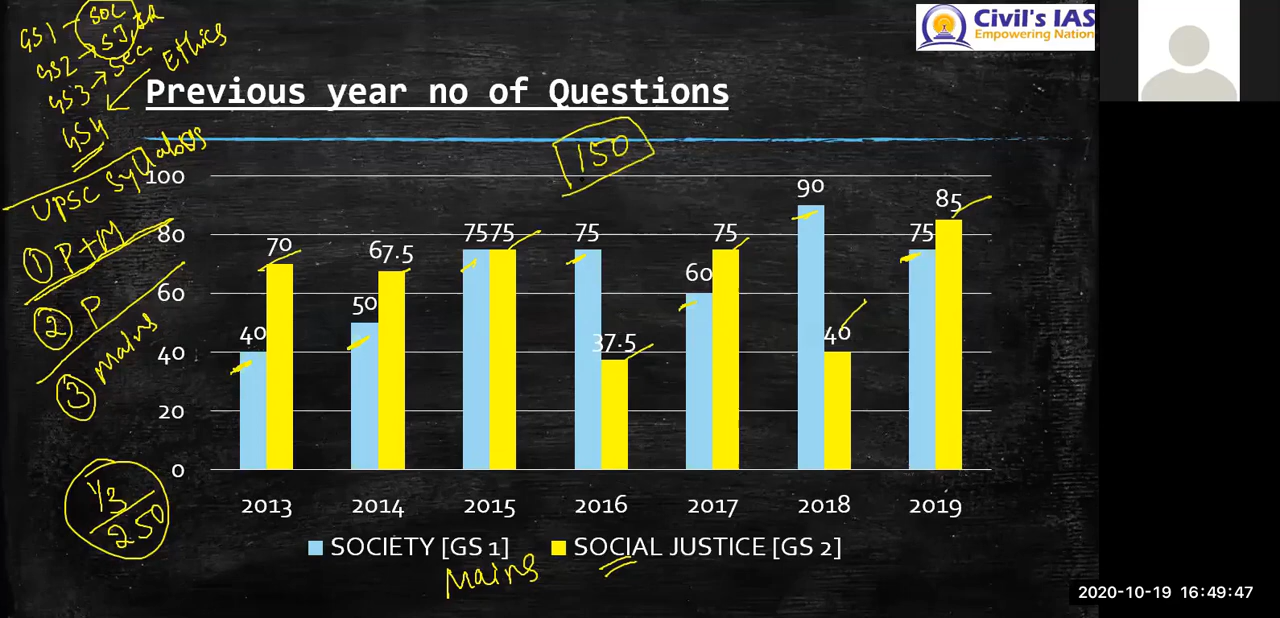 GS1 - SOC
GS2 → SJ, IR
GS3 → Sec
GS4
Ethics
UPSC Syllabus
① P+M
② P
③ Mains
1/3
250
Civil's IAS
Empowering Nation
Previous year no of Questions
150
100
80
60
40
20
0
40 70
50 67.5
75 75
75 37.5
60 75
90 40
75 85
2013 2014 2015 2016 2017 2018 2019
SOCIETY [GS 1] SOCIAL JUSTICE [GS 2]
Mains
2020-10-19 16:49:47